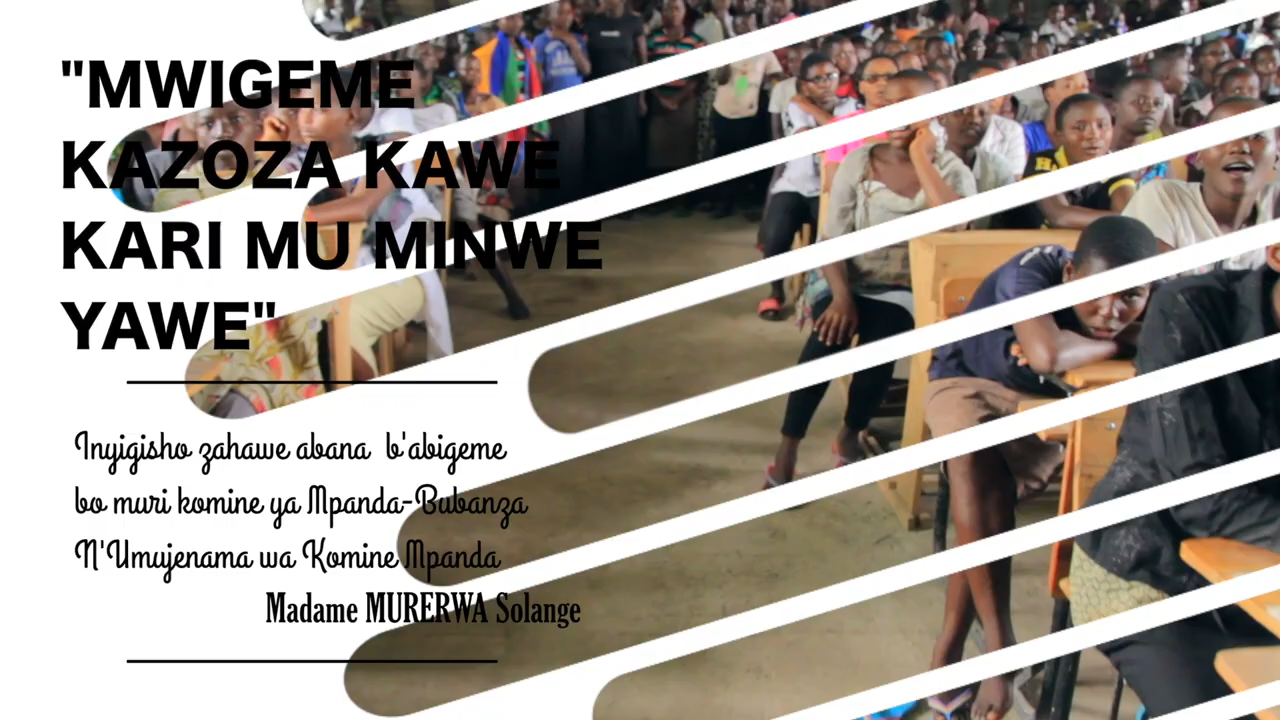 "MWIGEME
KAZOZA KAWE
KARI MU MINWE
YAWE"
Inyigisho zahawe abana b'abigeme
bo muri komine ya Mpanda-Bubanza
N'Umujenama wa Komine Mpanda
Madame MURERWA Solange